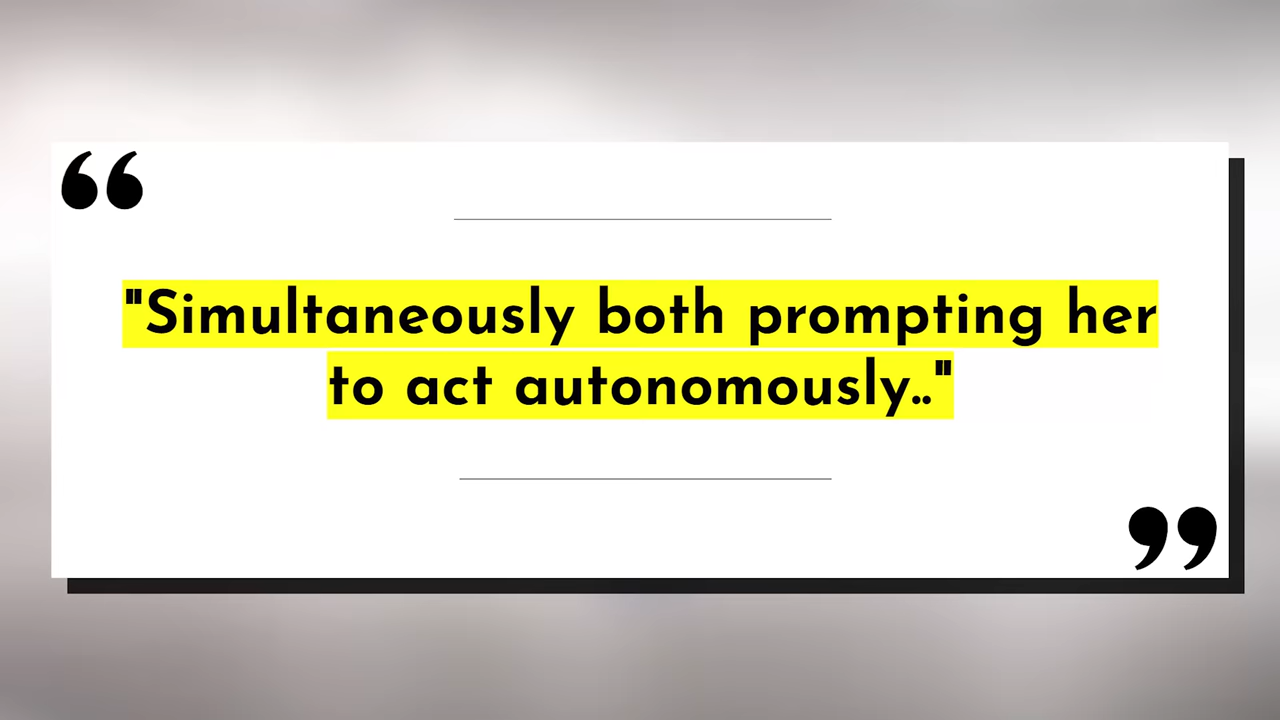 “
"Simultaneously both prompting her
to act autonomously.."
”